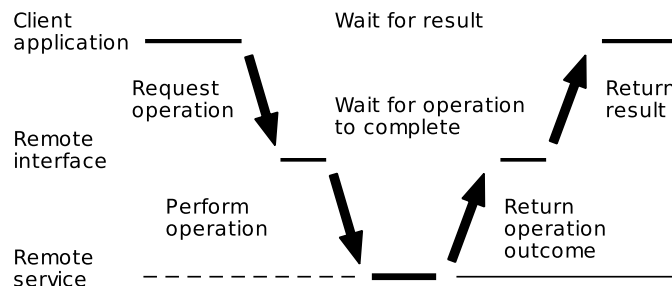 Client
application
Wait for result
Request
operation
Wait for operation
to complete
Return
result
Remote
interface
Perform
operation
Return
operation
outcome
Remote
service